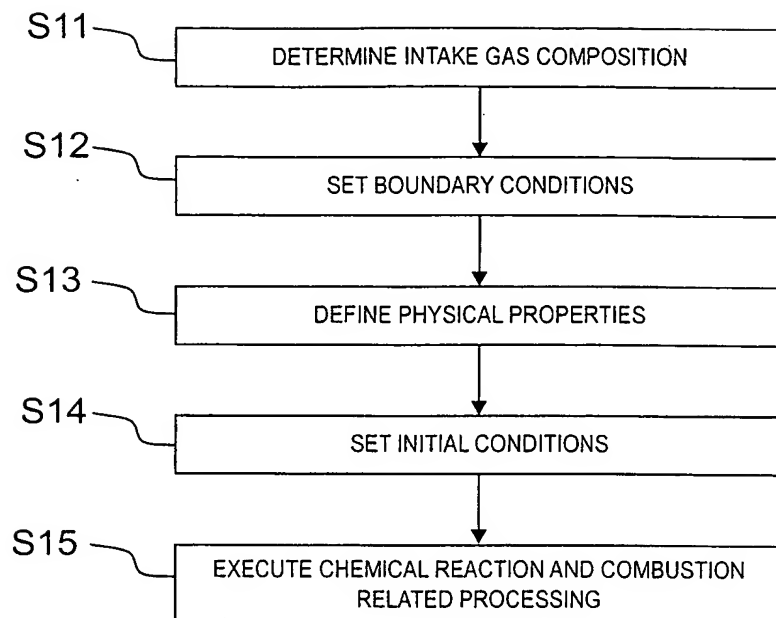 S11
DETERMINE INTAKE GAS COMPOSITION
S12
SET BOUNDARY CONDITIONS
S13
DEFINE PHYSICAL PROPERTIES
S14
SET INITIAL CONDITIONS
S15
EXECUTE CHEMICAL REACTION AND COMBUSTION
RELATED PROCESSING